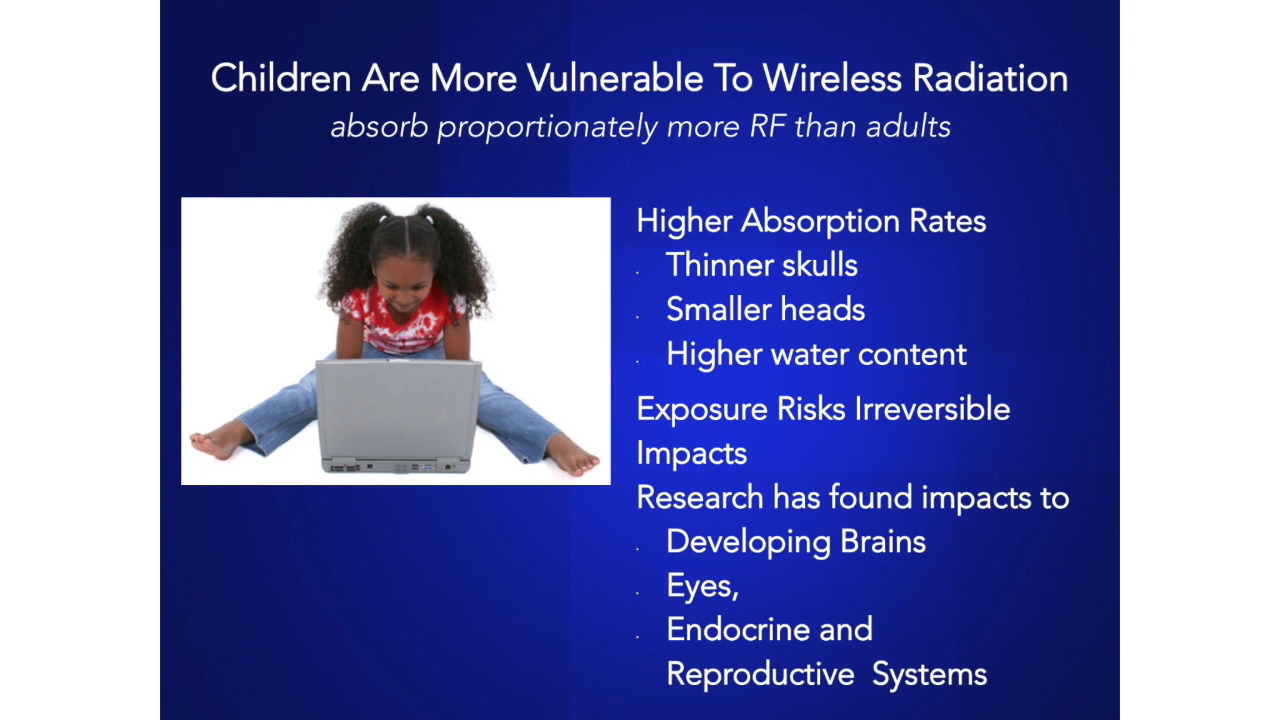 Children Are More Vulnerable To Wireless Radiation
absorb proportionately more RF than adults
Higher Absorption Rates
. Thinner skulls
. Smaller heads
. Higher water content
Exposure Risks Irreversible
Impacts
Research has found impacts to
. Developing Brains
. Eyes,
. Endocrine and
Reproductive Systems